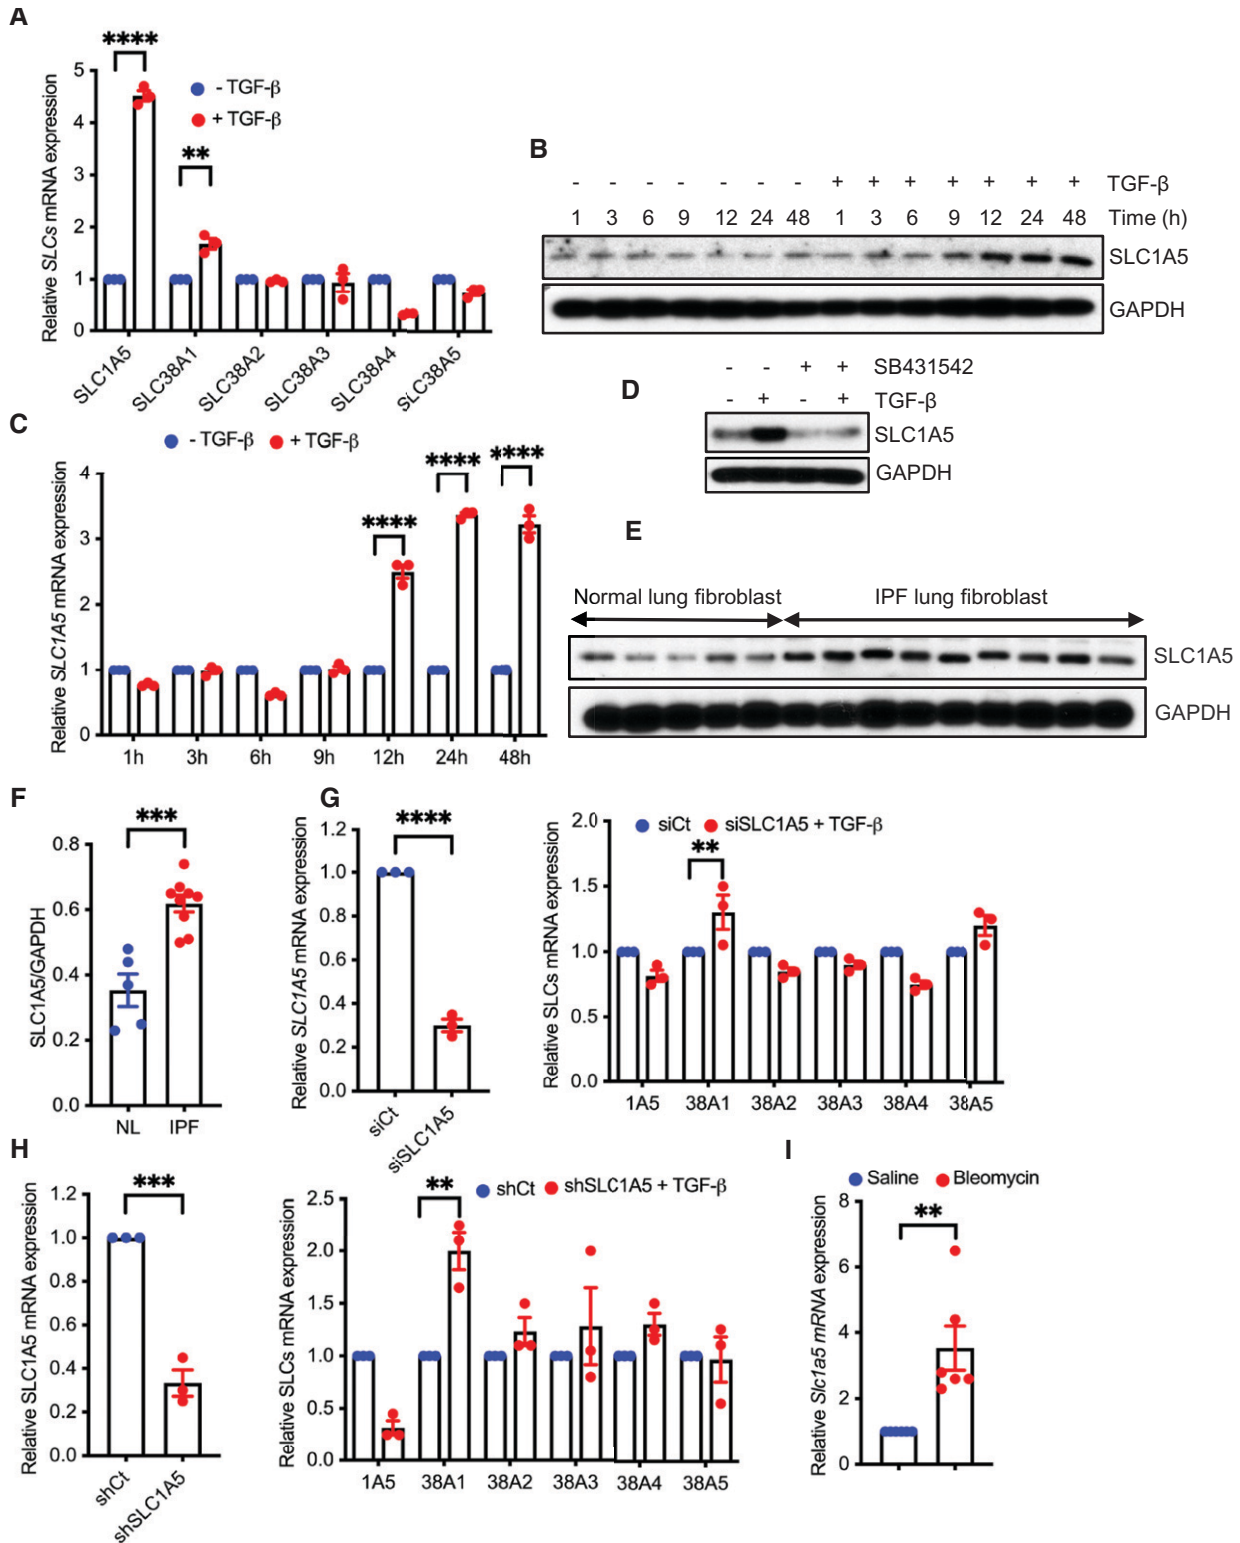 A
****
**
- TGF-β
+ TGF-β
Relative SLCs mRNA expression
5
4
3
2
1
0
SLC1A5
SLC38A1
SLC38A2
SLC38A3
SLC38A4
SLC38A5
B
- - - - - - - + + + + + + + TGF-β
1 3 6 9 12 24 48 1 3 6 9 12 24 48 Time (h)
SLC1A5
GAPDH
C
- TGF-β + TGF-β
**** **** ****
Relative SLC1A5 mRNA expression
4
3
2
1
0
1h 3h 6h 9h 12h 24h 48h
D
- - + + SB431542
- + - + TGF-β
SLC1A5
GAPDH
E
Normal lung fibroblast IPF lung fibroblast
SLC1A5
GAPDH
F
***
SLC1A5/GAPDH
0.8
0.6
0.4
0.2
0.0
NL IPF
G
****
Relative SLC1A5 mRNA expression
1.2
1.0
0.8
0.6
0.4
0.2
0.0
siCt
siSLC1A5
siCt siSLC1A5 + TGF-β
**
Relative SLCs mRNA expression
2.0
1.5
1.0
0.5
0.0
1A5 38A1 38A2 38A3 38A4 38A5
H
***
Relative SLC1A5 mRNA expression
1.2
1.0
0.8
0.6
0.4
0.2
0.0
shCt
shSLC1A5
shCt shSLC1A5 + TGF-β
**
Relative SLCs mRNA expression
2.5
2.0
1.5
1.0
0.5
0.0
1A5 38A1 38A2 38A3 38A4 38A5
I
Saline Bleomycin
**
Relative Slc1a5 mRNA expression
8
6
4
2
0